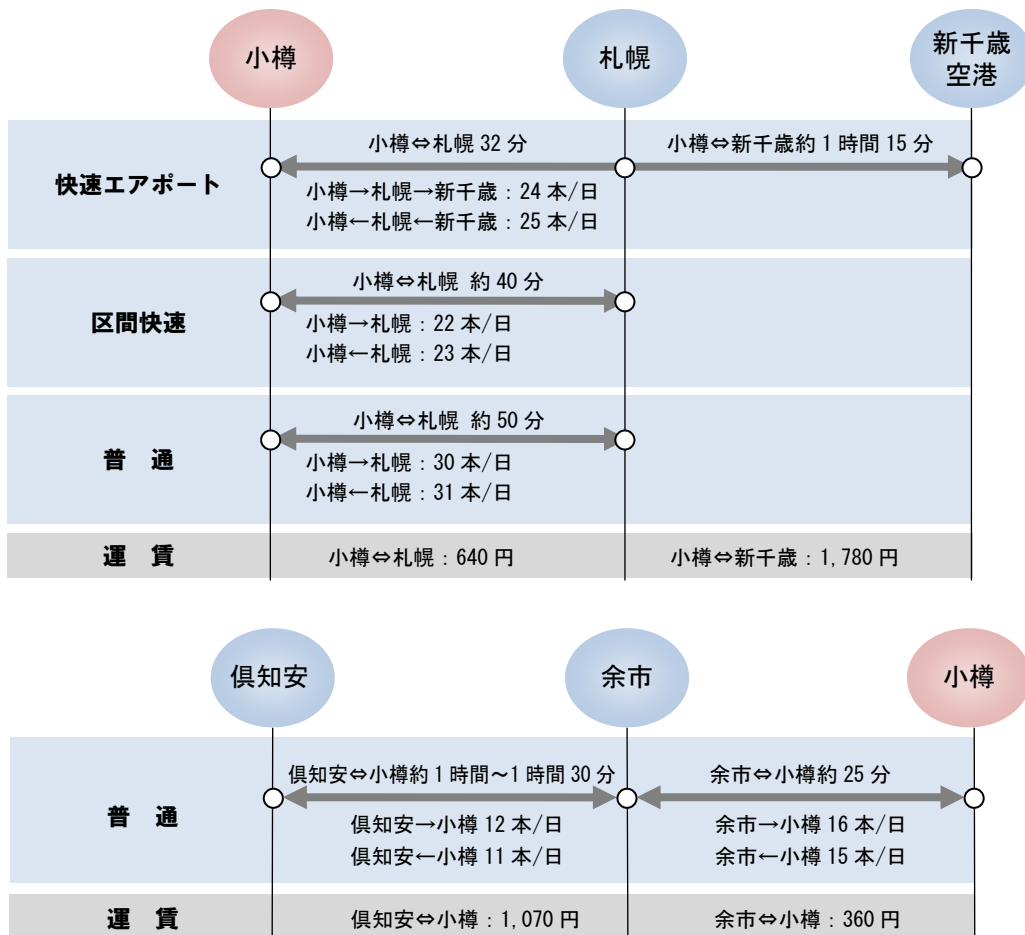 小樽
札幌
新千歳
空港
快速エアポート
小樽⇔札幌 32 分
小樽⇔新千歳約 1 時間 15 分
小樽→札幌→新千歳：24 本/日
小樽←札幌←新千歳：25 本/日
区間快速
小樽⇔札幌 約 40 分
小樽→札幌：22 本/日
小樽←札幌：23 本/日
普 通
小樽⇔札幌 約 50 分
小樽→札幌：30 本/日
小樽←札幌：31 本/日
運 賃
小樽⇔札幌：640 円
小樽⇔新千歳：1,780 円
倶知安
余市
小樽
普 通
倶知安⇔小樽約 1 時間～1 時間 30 分
余市⇔小樽約 25 分
倶知安→小樽 12 本/日
倶知安←小樽 11 本/日
余市→小樽 16 本/日
余市←小樽 15 本/日
運 賃
倶知安⇔小樽：1,070 円
余市⇔小樽：360 円